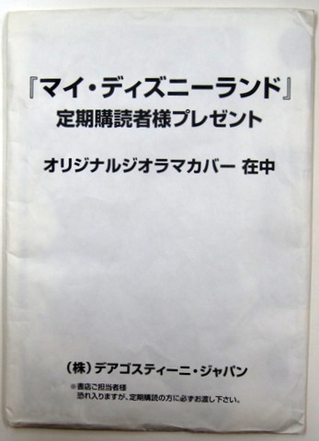 『マイ・ディズニーランド』
定期購読者様プレゼント
オリジナルジオラマカバー 在中
（株）デアゴスティーニ・ジャパン
※書店ご担当者様
恐れ入りますが、定期購読の方に必ずお渡し下さい。